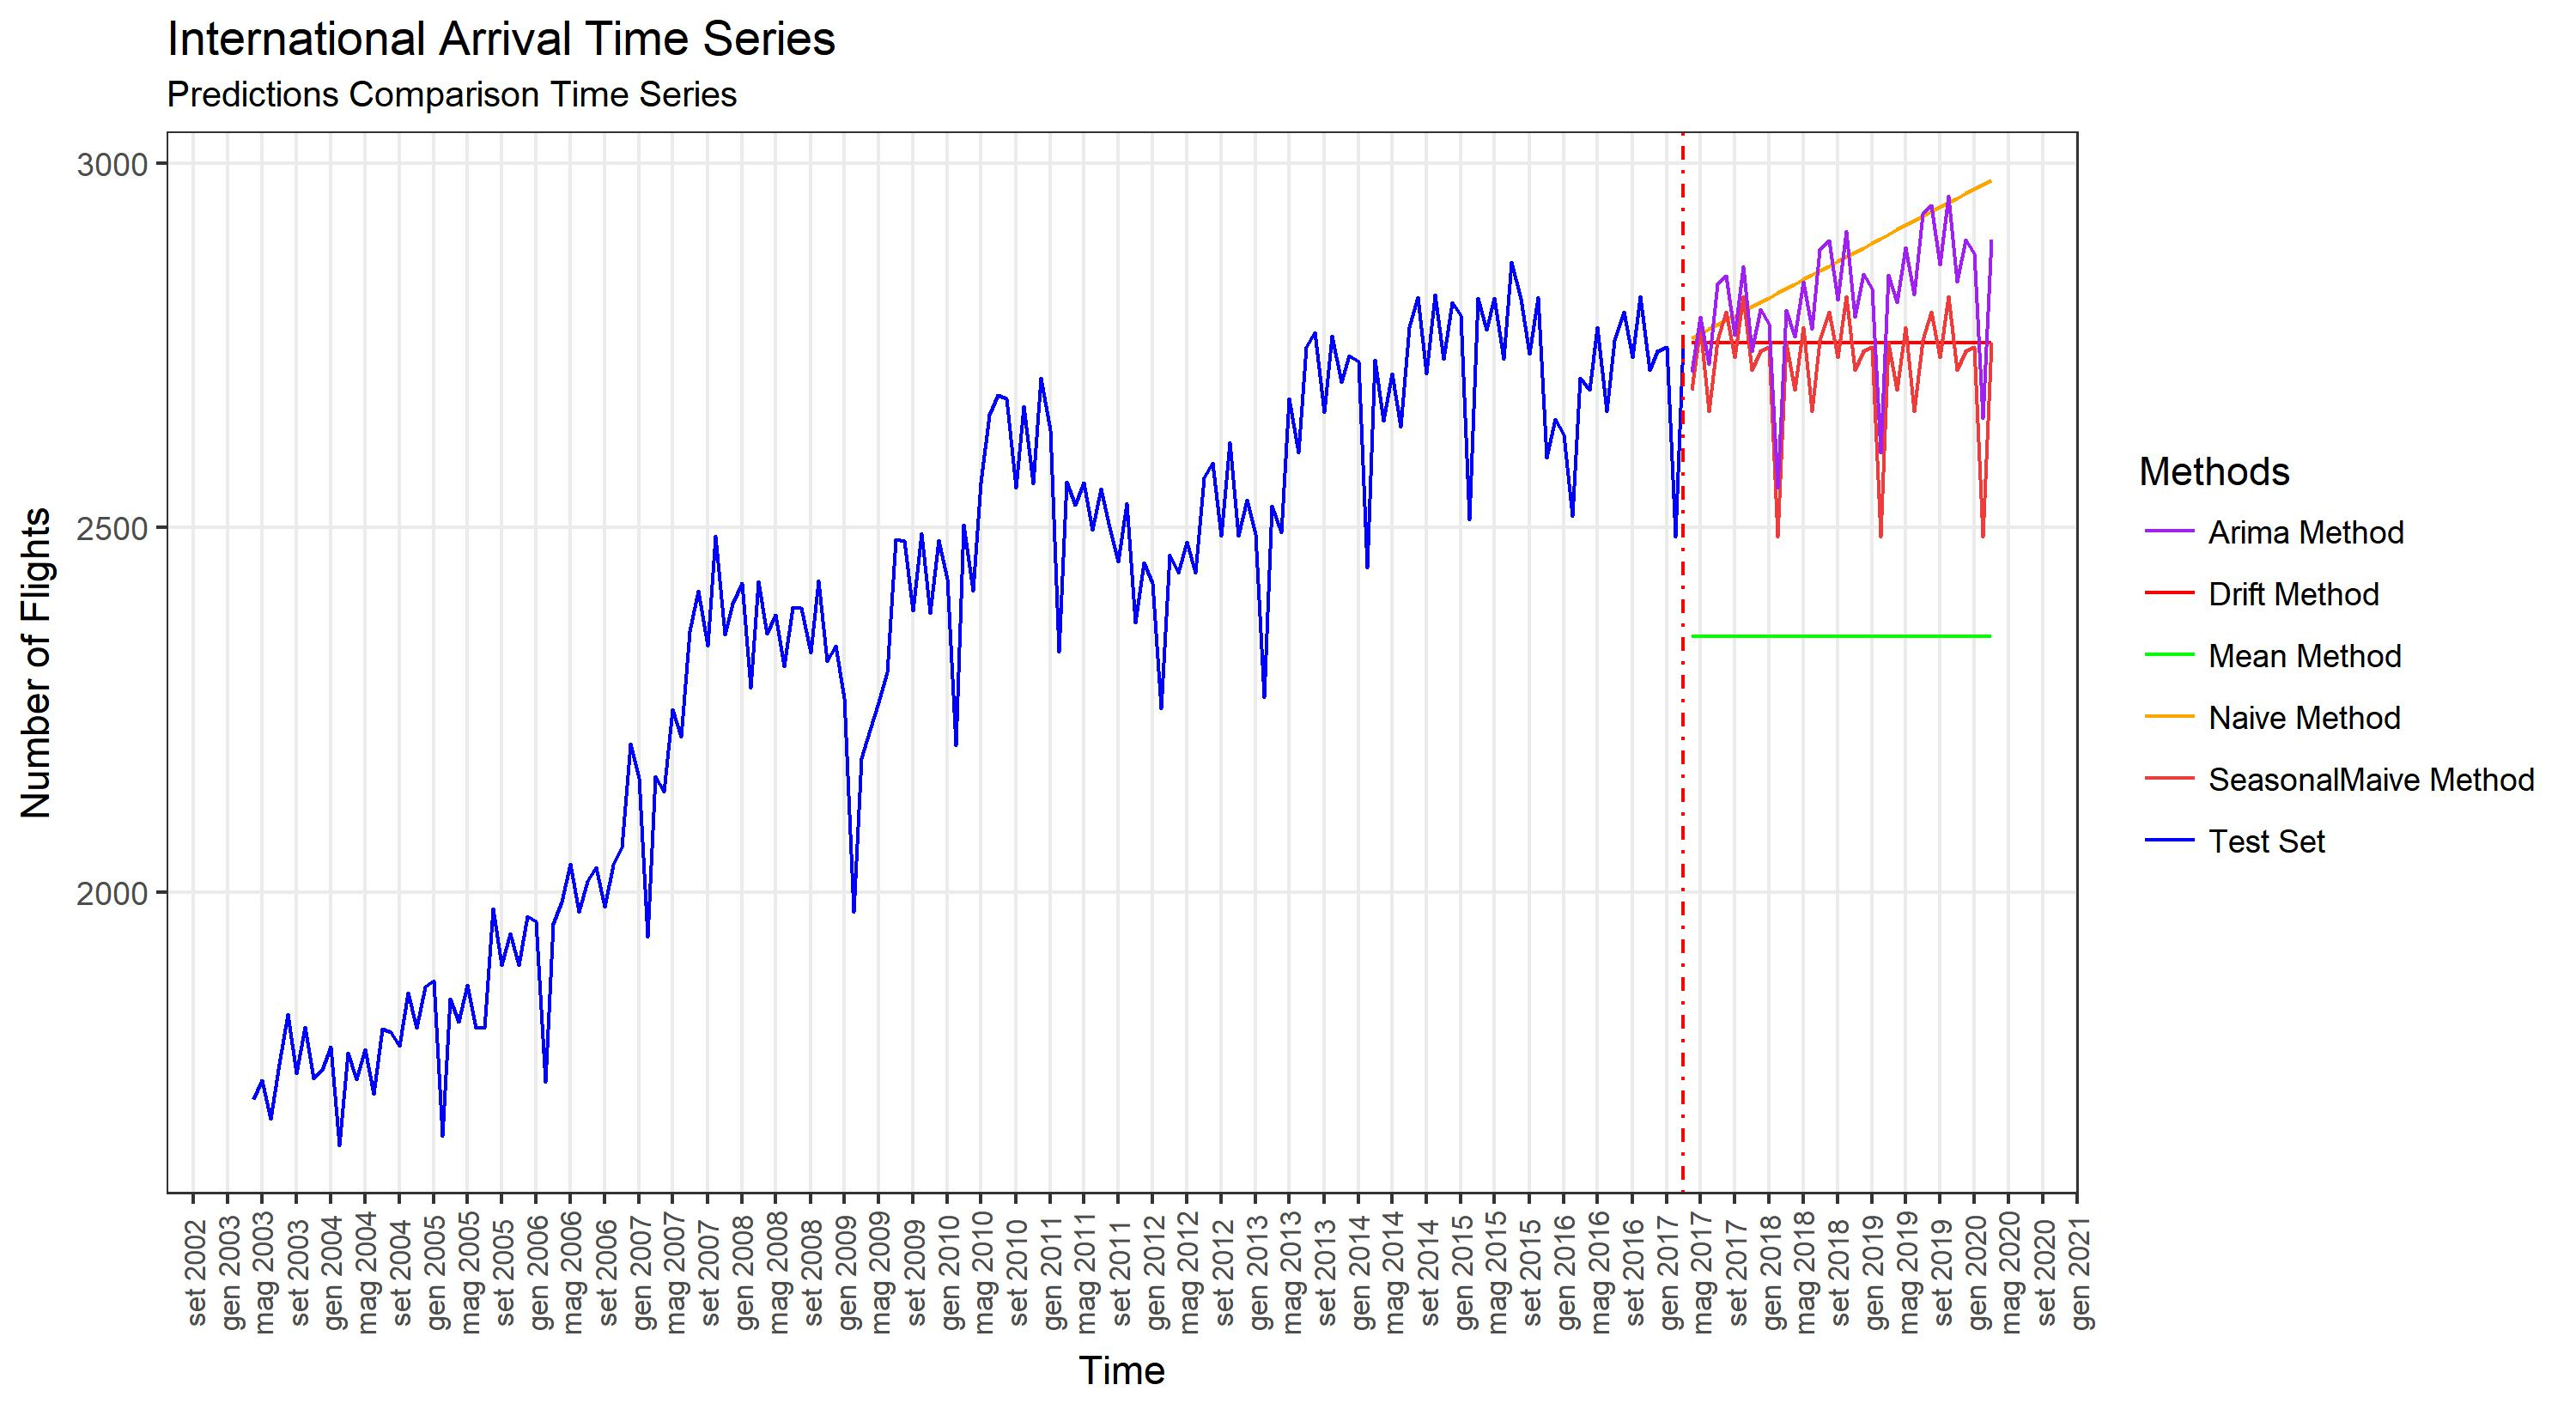 International Arrival Time Series
Predictions Comparison Time Series
3000
2500
2000
Number of Flights
set 2002
gen 2003
mag 2003
set 2003
gen 2004
mag 2004
set 2004
gen 2005
mag 2005
set 2005
gen 2006
mag 2006
set 2006
gen 2007
mag 2007
set 2007
gen 2008
mag 2008
set 2008
gen 2009
mag 2009
set 2009
gen 2010
mag 2010
set 2010
gen 2011
mag 2011
set 2011
gen 2012
mag 2012
set 2012
gen 2013
mag 2013
set 2013
gen 2014
mag 2014
set 2014
gen 2015
mag 2015
set 2015
gen 2016
mag 2016
set 2016
gen 2017
mag 2017
set 2017
gen 2018
mag 2018
set 2018
gen 2019
mag 2019
set 2019
gen 2020
mag 2020
set 2020
gen 2021
Time
Methods
Arima Method
Drift Method
Mean Method
Naive Method
SeasonalMaive Method
Test Set